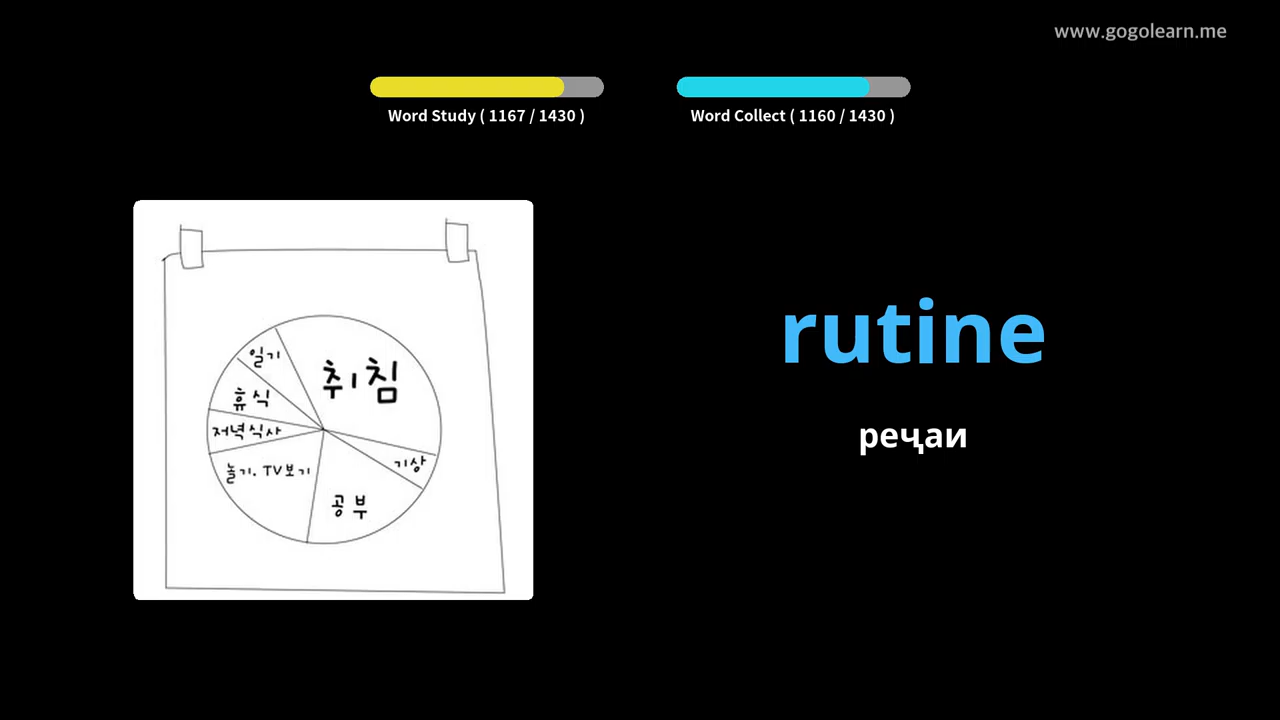 www.gogolearn.me
Word Study ( 1167 / 1430 )
Word Collect ( 1160 / 1430 )
일기
취침
휴식
저녁식사
놀기. TV보기
기상
공부
rutine
реҷаи